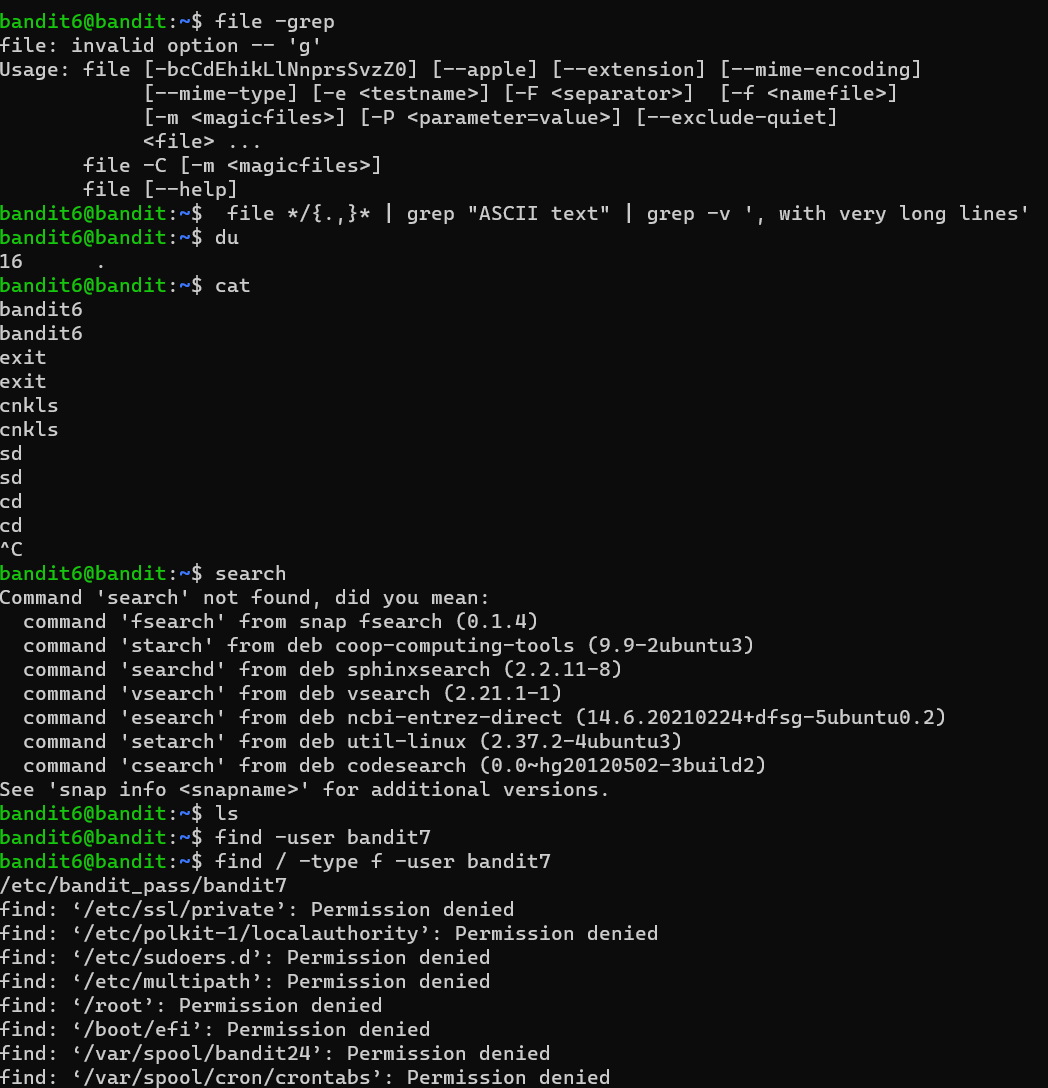 bandit6@bandit:~$ file -grep
file: invalid option -- 'g'
Usage: file [-bcCdEhikLlNnprsSvzZ0] [--apple] [--extension] [--mime-encoding]
            [--mime-type] [-e <testname>] [-F <separator>]  [-f <namefile>]
            [-m <magicfiles>] [-P <parameter=value>] [--exclude-quiet]
            <file> ...
       file -C [-m <magicfiles>]
       file [--help]
bandit6@bandit:~$  file */{.,}* | grep "ASCII text" | grep -v ', with very long lines'
bandit6@bandit:~$ du
16      .
bandit6@bandit:~$ cat
bandit6
bandit6
exit
exit
cnkls
cnkls
sd
sd
cd
cd
^C
bandit6@bandit:~$ search
Command 'search' not found, did you mean:
  command 'fsearch' from snap fsearch (0.1.4)
  command 'starch' from deb coop-computing-tools (9.9-2ubuntu3)
  command 'searchd' from deb sphinxsearch (2.2.11-8)
  command 'vsearch' from deb vsearch (2.21.1-1)
  command 'esearch' from deb ncbi-entrez-direct (14.6.20210224+dfsg-5ubuntu0.2)
  command 'setarch' from deb util-linux (2.37.2-4ubuntu3)
  command 'csearch' from deb codesearch (0.0~hg20120502-3build2)
See 'snap info <snapname>' for additional versions.
bandit6@bandit:~$ ls
bandit6@bandit:~$ find -user bandit7
bandit6@bandit:~$ find / -type f -user bandit7
/etc/bandit_pass/bandit7
find: ‘/etc/ssl/private’: Permission denied
find: ‘/etc/polkit-1/localauthority’: Permission denied
find: ‘/etc/sudoers.d’: Permission denied
find: ‘/etc/multipath’: Permission denied
find: ‘/root’: Permission denied
find: ‘/boot/efi’: Permission denied
find: ‘/var/spool/bandit24’: Permission denied
find: ‘/var/spool/cron/crontabs’: Permission denied